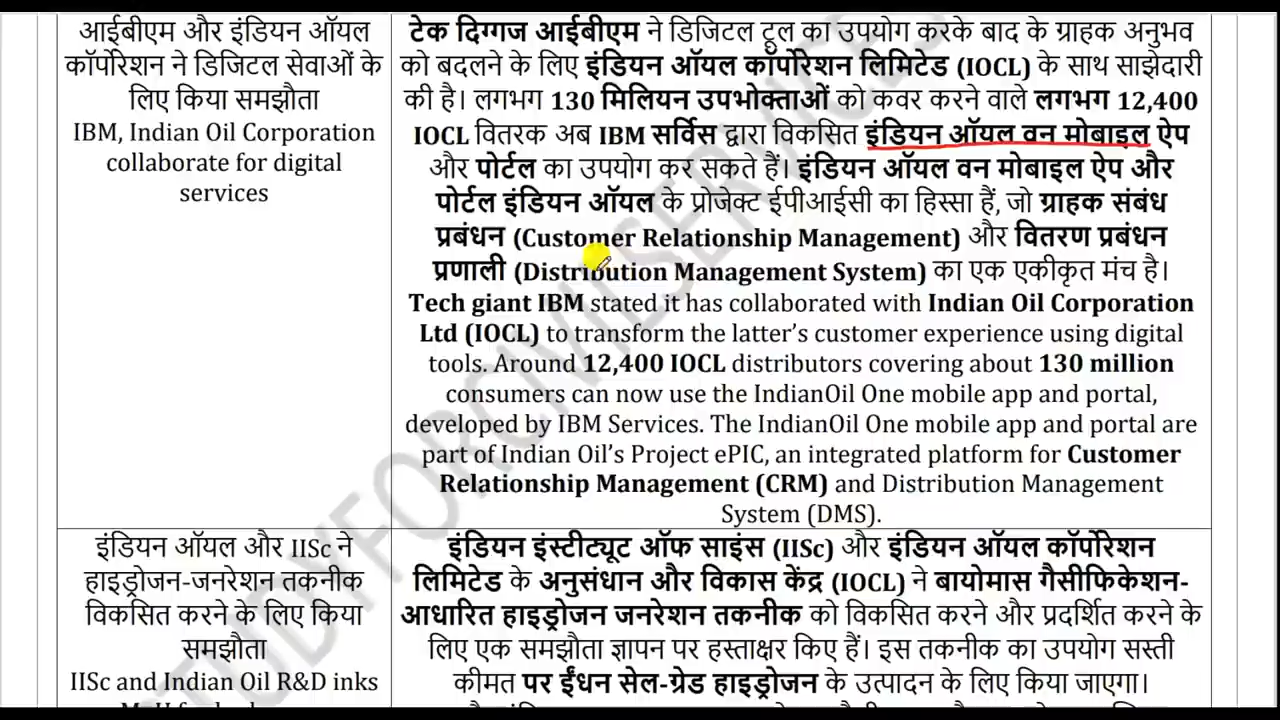 आईबीएम और इंडियन ऑयल
कॉर्पोरेशन ने डिजिटल सेवाओं के
लिए किया समझौता
IBM, Indian Oil Corporation
collaborate for digital
services
टेक दिग्गज आईबीएम ने डिजिटल टूल का उपयोग करके बाद के ग्राहक अनुभव
को बदलने के लिए इंडियन ऑयल कॉर्पोरेशन लिमिटेड (IOCL) के साथ साझेदारी
की है। लगभग 130 मिलियन उपभोक्ताओं को कवर करने वाले लगभग 12,400
IOCL वितरक अब IBM सर्विस द्वारा विकसित इंडियन ऑयल वन मोबाइल ऐप
और पोर्टल का उपयोग कर सकते हैं। इंडियन ऑयल वन मोबाइल ऐप और
पोर्टल इंडियन ऑयल के प्रोजेक्ट ईपीआईसी का हिस्सा हैं, जो ग्राहक संबंध
प्रबंधन (Customer Relationship Management) और वितरण प्रबंधन
प्रणाली (Distribution Management System) का एक एकीकृत मंच है।
Tech giant IBM stated it has collaborated with Indian Oil Corporation
Ltd (IOCL) to transform the latter's customer experience using digital
tools. Around 12,400 IOCL distributors covering about 130 million
consumers can now use the IndianOil One mobile app and portal,
developed by IBM Services. The IndianOil One mobile app and portal are
part of Indian Oil's Project ePIC, an integrated platform for Customer
Relationship Management (CRM) and Distribution Management
System (DMS).
इंडियन ऑयल और IISc ने
हाइड्रोजन-जनरेशन तकनीक
विकसित करने के लिए किया
समझौता
IISc and Indian Oil R&D inks
इंडियन इंस्टीट्यूट ऑफ साइंस (IISc) और इंडियन ऑयल कॉर्पोरेशन
लिमिटेड के अनुसंधान और विकास केंद्र (IOCL) ने बायोमास गैसीफिकेशन-
आधारित हाइड्रोजन जनरेशन तकनीक को विकसित करने और प्रदर्शित करने के
लिए एक समझौता ज्ञापन पर हस्ताक्षर किए हैं। इस तकनीक का उपयोग सस्ती
कीमत पर ईंधन सेल-ग्रेड हाइड्रोजन के उत्पादन के लिए किया जाएगा।
STUDYFORCIVILSERVICES